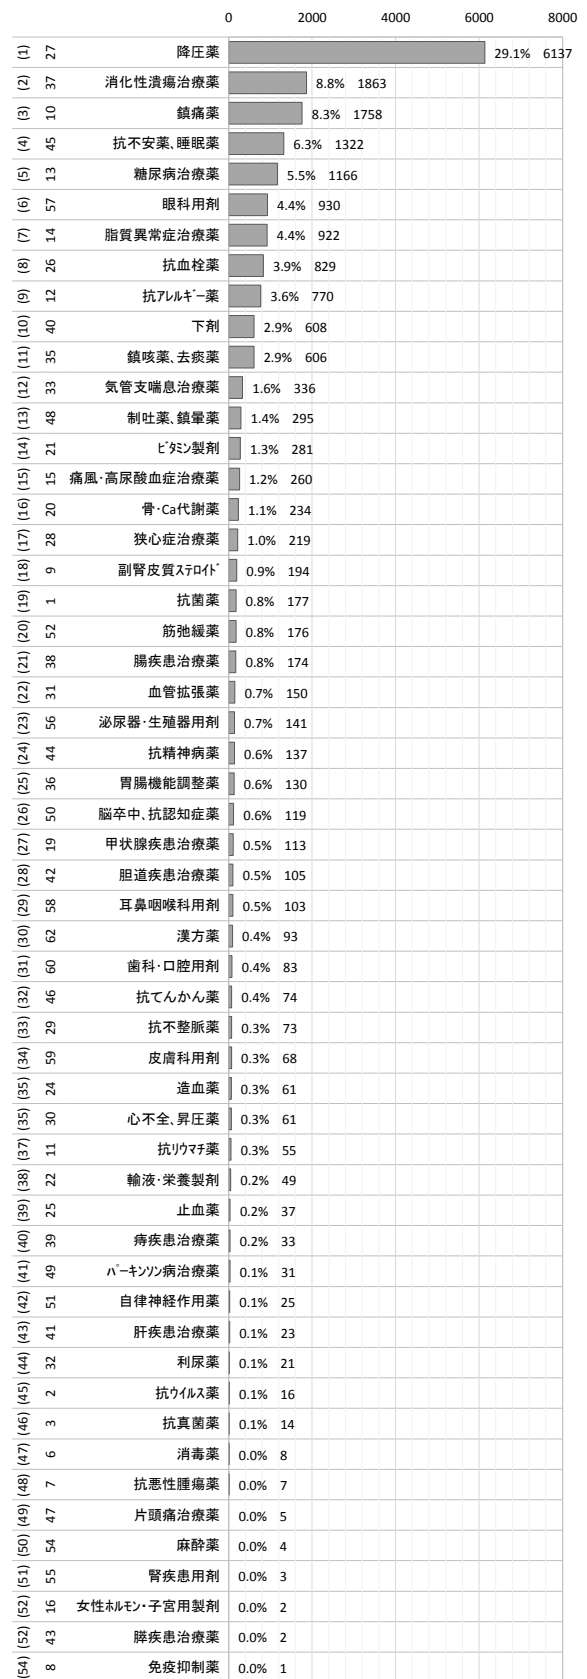 0 2000 4000 6000 8000
(1) 27 降圧薬 29.1% 6137
(2) 37 消化性潰瘍治療薬 8.8% 1863
(3) 10 鎮痛薬 8.3% 1758
(4) 45 抗不安薬、睡眠薬 6.3% 1322
(5) 13 糖尿病治療薬 5.5% 1166
(6) 57 眼科用剤 4.4% 930
(7) 14 脂質異常症治療薬 4.4% 922
(8) 26 抗血栓薬 3.9% 829
(9) 12 抗ｱﾚﾙｷﾞｰ薬 3.6% 770
(10) 40 下剤 2.9% 608
(11) 35 鎮咳薬、去痰薬 2.9% 606
(12) 33 気管支喘息治療薬 1.6% 336
(13) 48 制吐薬、鎮暈薬 1.4% 295
(14) 21 ﾋﾞﾀﾐﾝ製剤 1.3% 281
(15) 15 痛風･高尿酸血症治療薬 1.2% 260
(16) 20 骨･Ca代謝薬 1.1% 234
(17) 28 狭心症治療薬 1.0% 219
(18) 9 副腎皮質ｽﾃﾛｲﾄﾞ 0.9% 194
(19) 1 抗菌薬 0.8% 177
(20) 52 筋弛緩薬 0.8% 176
(21) 38 腸疾患治療薬 0.8% 174
(22) 31 血管拡張薬 0.7% 150
(23) 56 泌尿器･生殖器用剤 0.7% 141
(24) 44 抗精神病薬 0.6% 137
(25) 36 胃腸機能調整薬 0.6% 130
(26) 50 脳卒中、抗認知症薬 0.6% 119
(27) 19 甲状腺疾患治療薬 0.5% 113
(28) 42 胆道疾患治療薬 0.5% 105
(29) 58 耳鼻咽喉科用剤 0.5% 103
(30) 62 漢方薬 0.4% 93
(31) 60 歯科･口腔用剤 0.4% 83
(32) 46 抗てんかん薬 0.4% 74
(33) 29 抗不整脈薬 0.3% 73
(34) 59 皮膚科用剤 0.3% 68
(35) 24 造血薬 0.3% 61
(35) 30 心不全、昇圧薬 0.3% 61
(37) 11 抗ﾘｳﾏﾁ薬 0.3% 55
(38) 22 輸液･栄養製剤 0.2% 49
(39) 25 止血薬 0.2% 37
(40) 39 痔疾患治療薬 0.2% 33
(41) 49 ﾊﾟｰｷﾝｿﾝ病治療薬 0.1% 31
(42) 51 自律神経作用薬 0.1% 25
(43) 41 肝疾患治療薬 0.1% 23
(44) 32 利尿薬 0.1% 21
(45) 2 抗ｳｲﾙｽ薬 0.1% 16
(46) 3 抗真菌薬 0.1% 14
(47) 6 消毒薬 0.0% 8
(48) 7 抗悪性腫瘍薬 0.0% 7
(49) 47 片頭痛治療薬 0.0% 5
(50) 54 麻酔薬 0.0% 4
(51) 55 腎疾患用剤 0.0% 3
(52) 16 女性ﾎﾙﾓﾝ･子宮用製剤 0.0% 2
(52) 43 膵疾患治療薬 0.0% 2
(54) 8 免疫抑制薬 0.0% 1